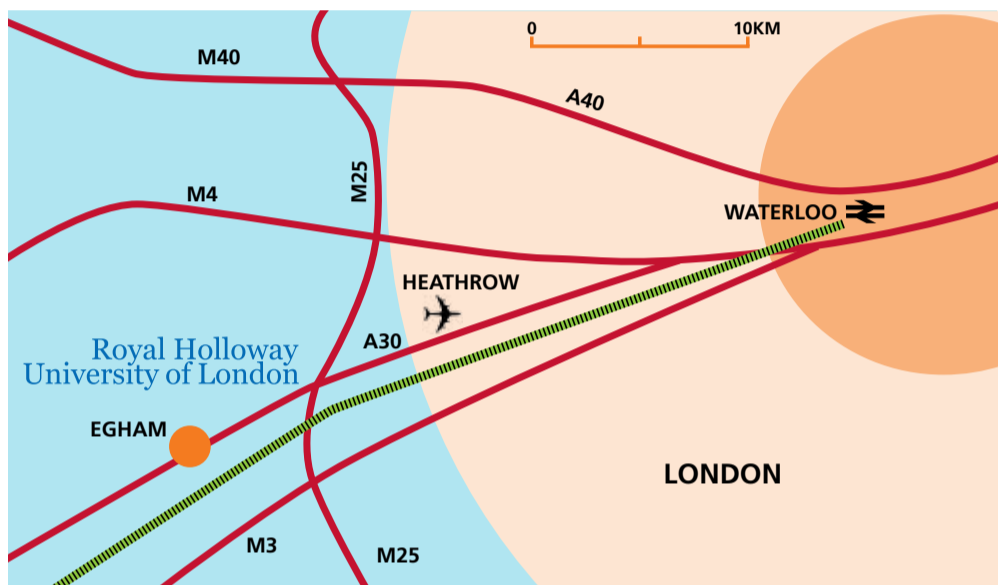 0 10KM
M40
A40
M25
M4
WATERLOO
HEATHROW
A30
Royal Holloway
University of London
EGHAM
LONDON
M3
M25